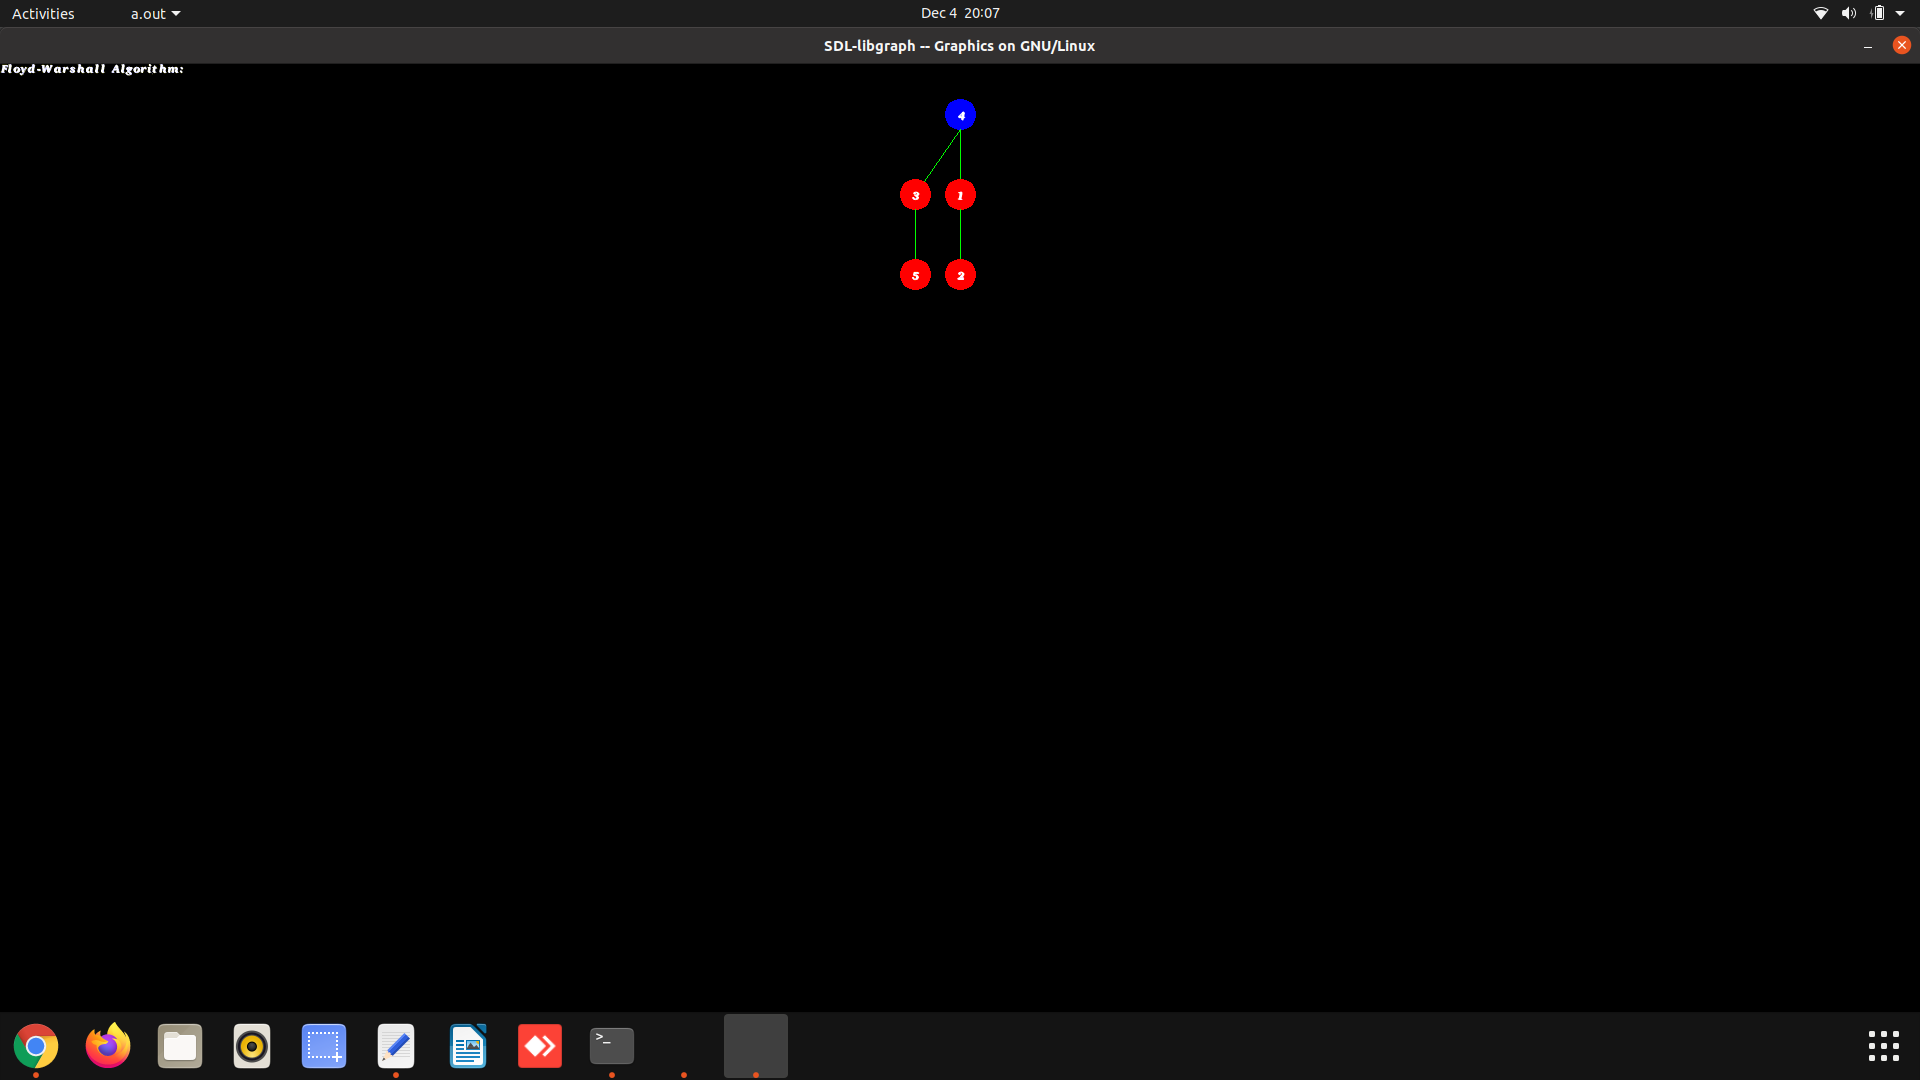 Activities a.out Dec 4 20:07
SDL-libgraph -- Graphics on GNU/Linux
Floyd-Warshall Algorithm:
4
3 1
5 2
>_